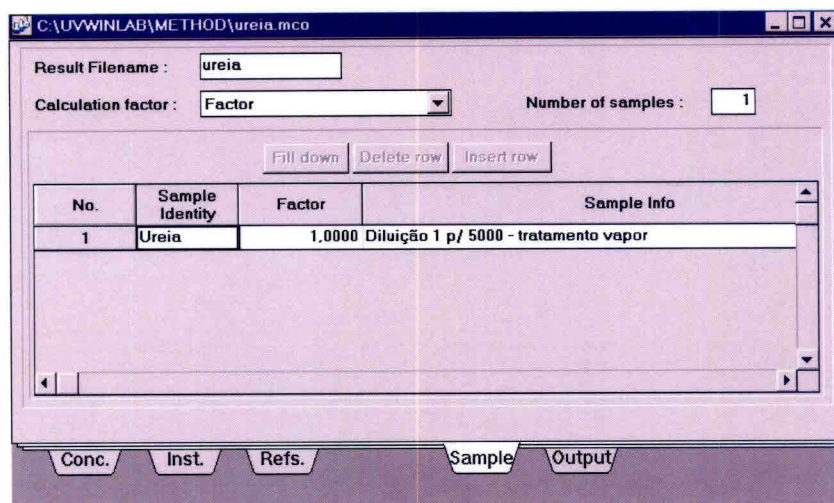 C:\UVWINLAB\METHOD\ureia.mco
Result Filename : ureia
Calculation factor : Factor Number of samples : 1
Fill down Delete row Insert row
No. Sample Identity Factor Sample Info
1 Ureia 1,0000 Diluição 1 p/ 5000 - tratamento vapor
Conc. Inst. Refs. Sample Output